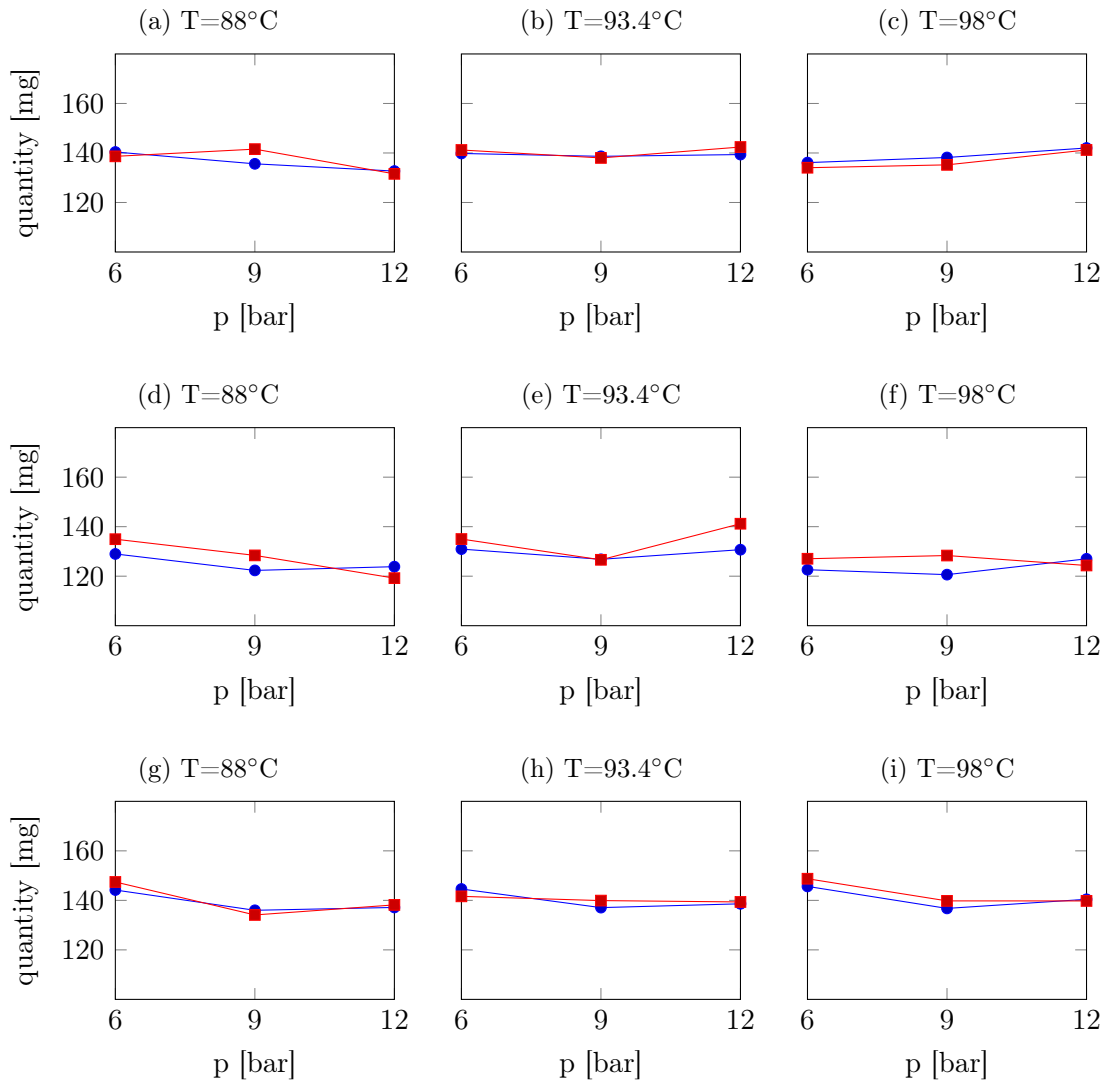 (a) T=88°C
(b) T=93.4°C
(c) T=98°C
quantity [mg]
160
140
120
6 9 12
6 9 12
6 9 12
p [bar]
p [bar]
p [bar]
(d) T=88°C
(e) T=93.4°C
(f) T=98°C
quantity [mg]
160
140
120
6 9 12
6 9 12
6 9 12
p [bar]
p [bar]
p [bar]
(g) T=88°C
(h) T=93.4°C
(i) T=98°C
quantity [mg]
160
140
120
6 9 12
6 9 12
6 9 12
p [bar]
p [bar]
p [bar]